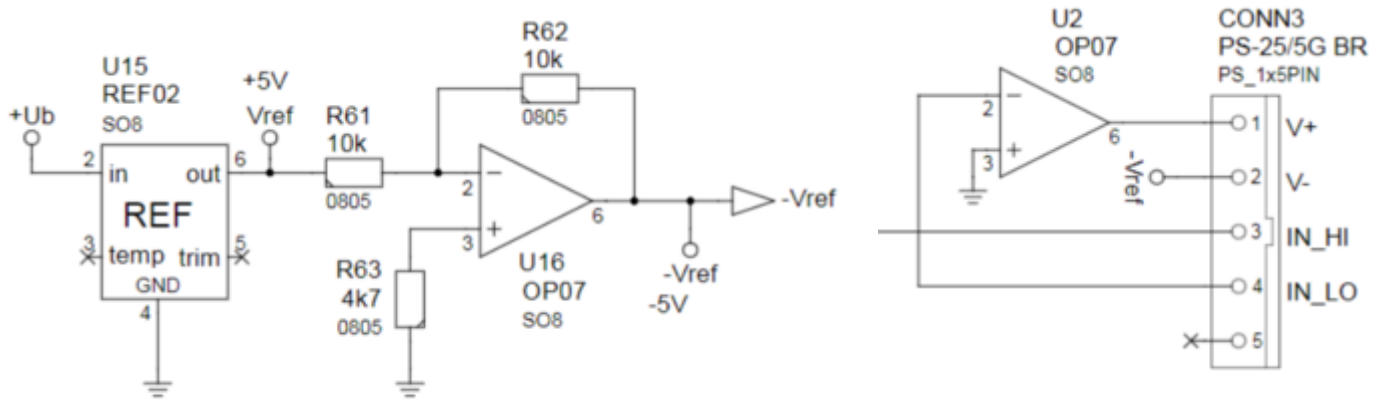 U15
REF02
SO8
+Ub
2
in
out
6
REF
3
temp
trim
5
GND
4
+5V
Vref
R61
10k
0805
R62
10k
0805
2
−
3
+
6
U16
OP07
SO8
R63
4k7
0805
-Vref
-Vref
-5V
U2
OP07
SO8
2
−
3
+
6
CONN3
PS-25/5G BR
PS_1x5PIN
1
V+
-Vref
2
V-
3
IN_HI
4
IN_LO
5